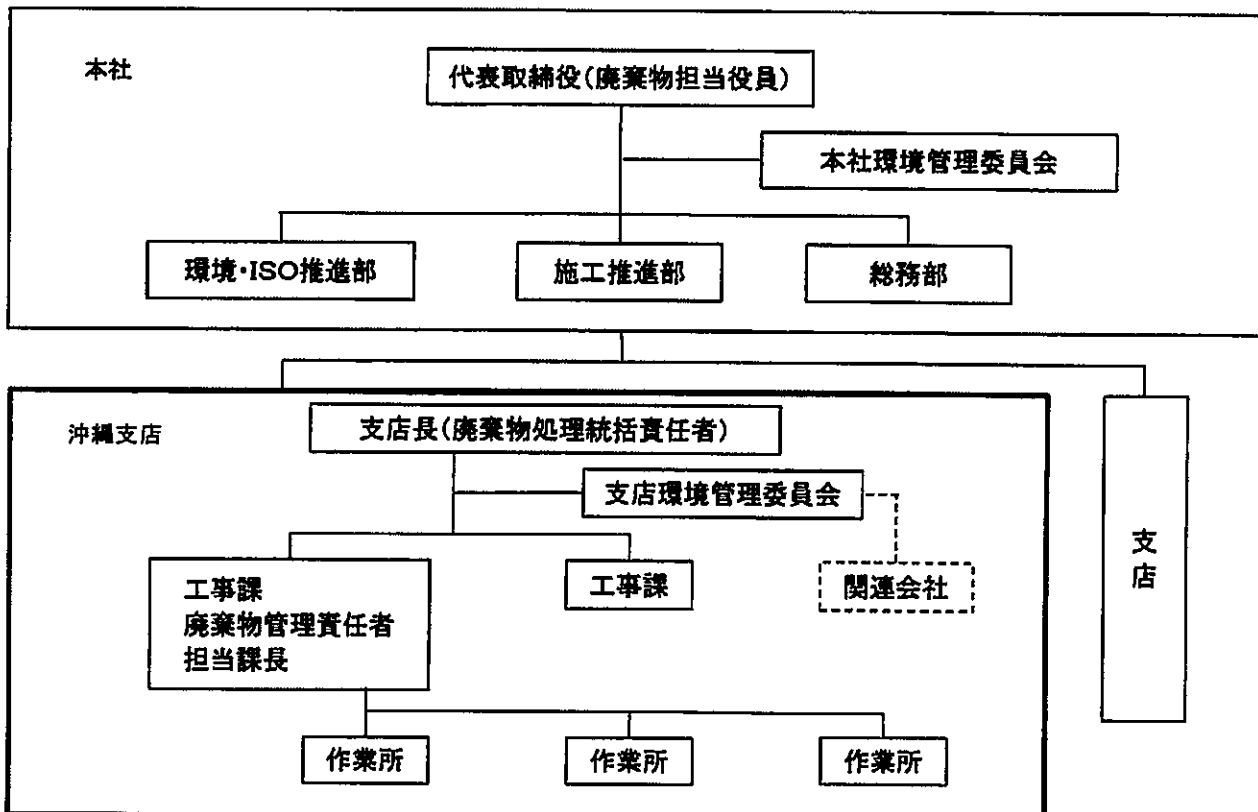 本社
代表取締役(廃棄物担当役員)
本社環境管理委員会
環境・ISO推進部
施工推進部
総務部
沖縄支店
支店長(廃棄物処理統括責任者)
支店環境管理委員会
工事課
廃棄物管理責任者
担当課長
工事課
関連会社
支店
作業所
作業所
作業所